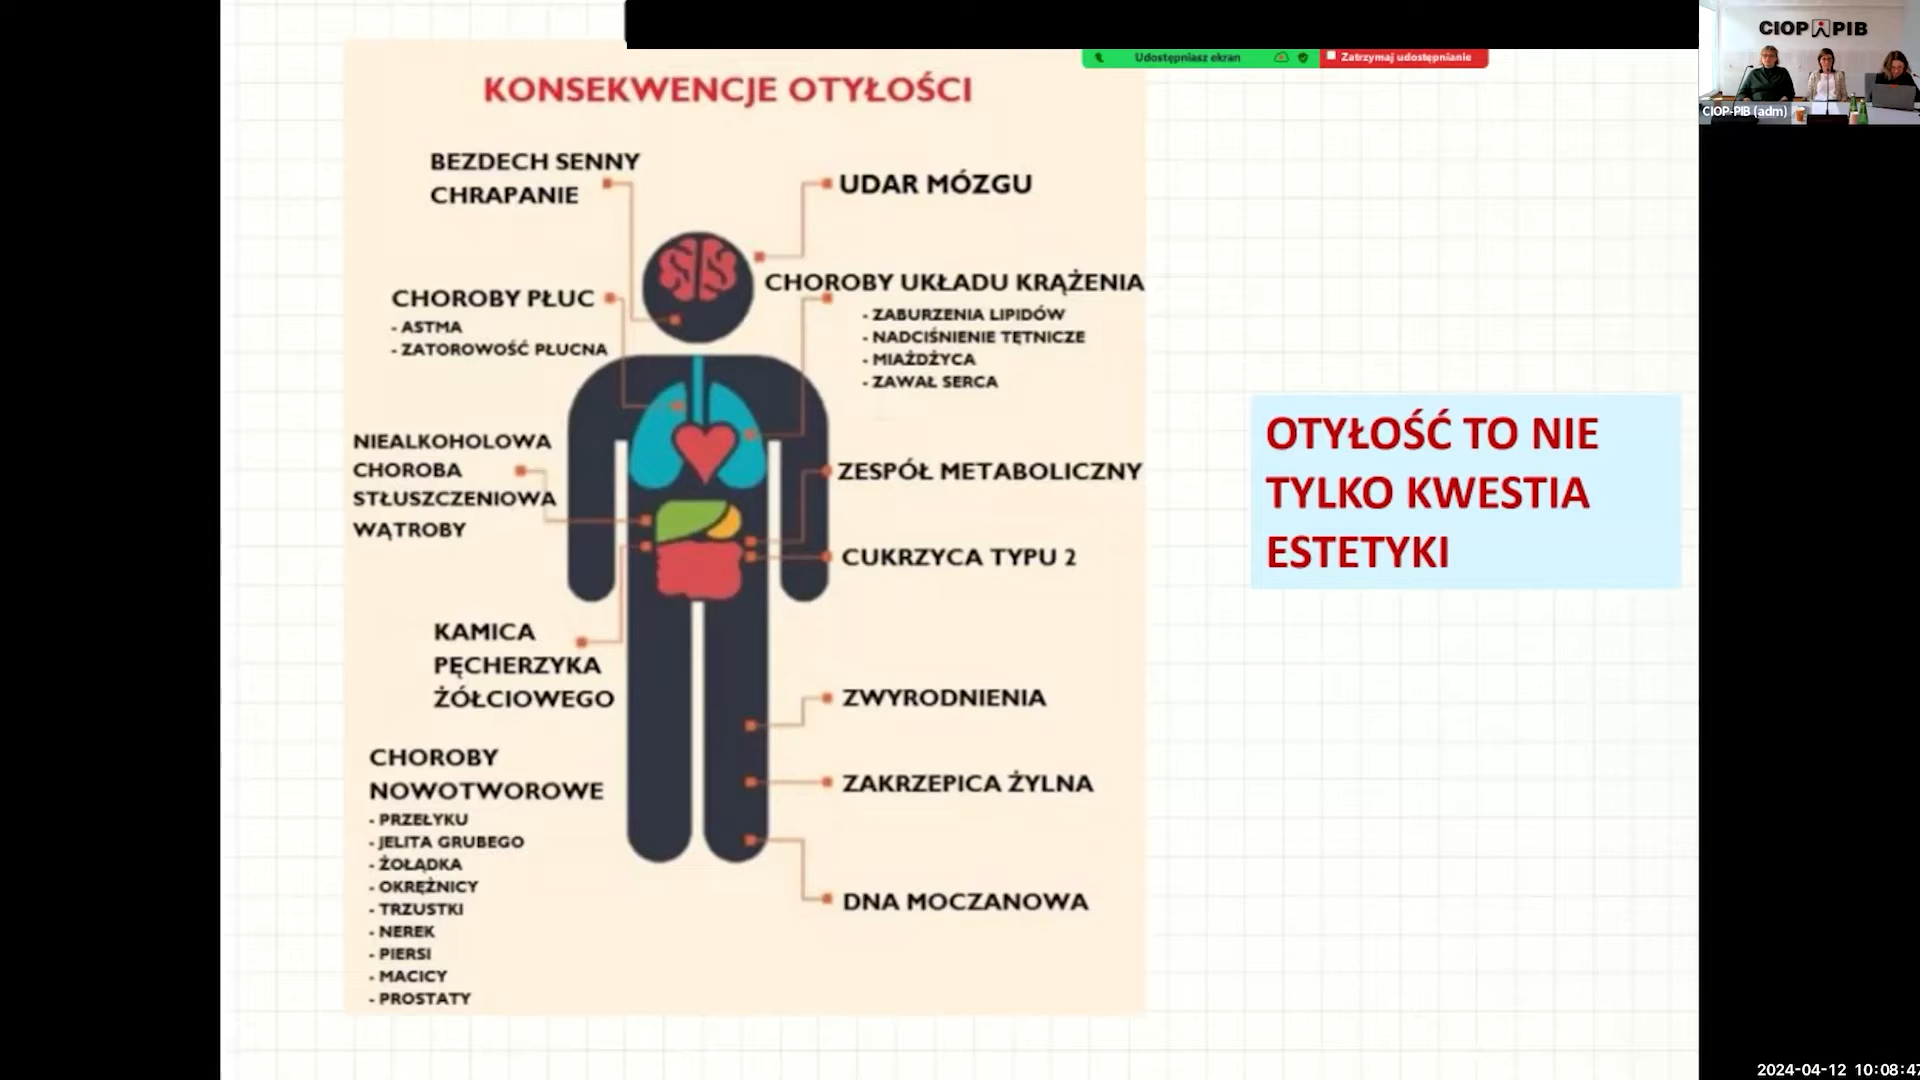 Udostępniasz ekran
Zatrzymaj udostępnianie
CIOP PIB
CIOP-PIB (adm)
KONSEKWENCJE OTYŁOŚCI
BEZDECH SENNY
CHRAPANIE
UDAR MÓZGU
CHOROBY PŁUC
- ASTMA
- ZATOROWOŚĆ PŁUCNA
CHOROBY UKŁADU KRĄŻENIA
- ZABURZENIA LIPIDÓW
- NADCIŚNIENIE TĘTNICZE
- MIAŻDŻYCA
- ZAWAŁ SERCA
NIEALKOHOLOWA
CHOROBA
STŁUSZCZENIOWA
WĄTROBY
ZESPÓŁ METABOLICZNY
CUKRZYCA TYPU 2
KAMICA
PĘCHERZYKA
ŻÓŁCIOWEGO
ZWYRODNIENIA
CHOROBY
NOWOTWOROWE
- PRZEŁYKU
- JELITA GRUBEGO
- ŻOŁĄDKA
- OKRĘŻNICY
- TRZUSTKI
- NEREK
- PIERSI
- MACICY
- PROSTATY
ZAKRZEPICA ŻYLNA
DNA MOCZANOWA
OTYŁOŚĆ TO NIE
TYLKO KWESTIA
ESTETYKI
2024-04-12 10:08:47